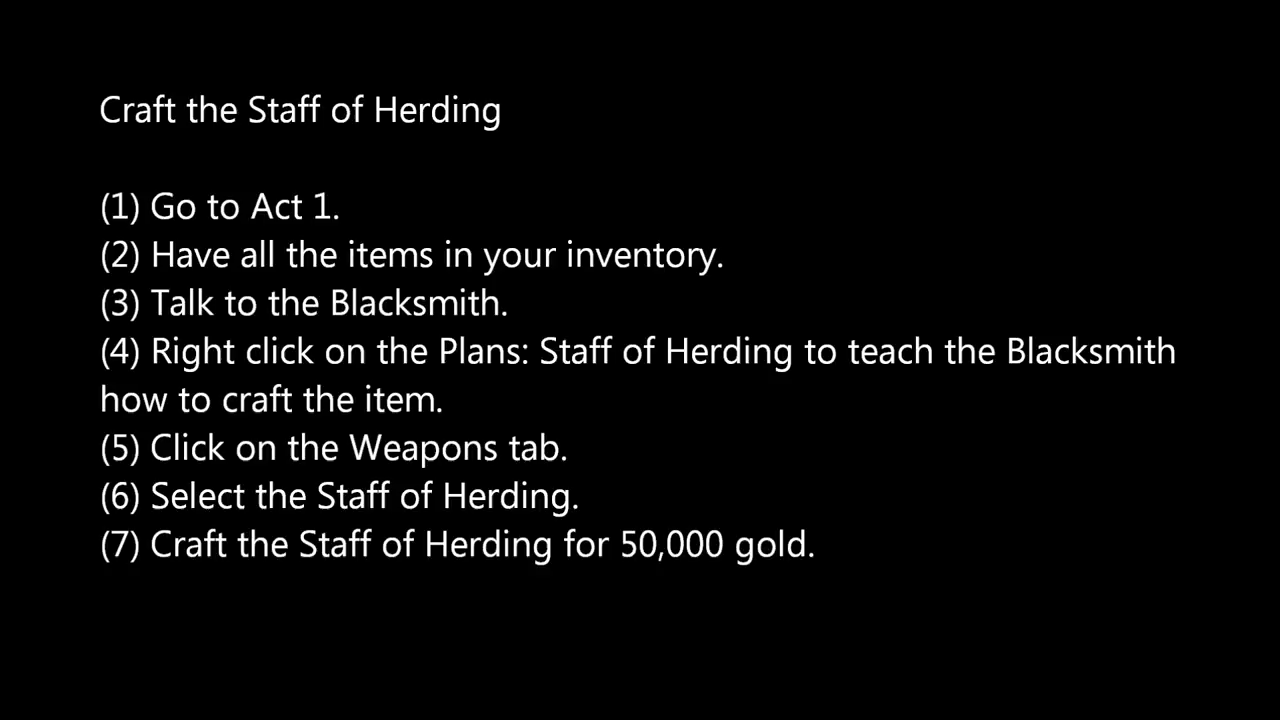 Craft the Staff of Herding
(1) Go to Act 1.
(2) Have all the items in your inventory.
(3) Talk to the Blacksmith.
(4) Right click on the Plans: Staff of Herding to teach the Blacksmith
how to craft the item.
(5) Click on the Weapons tab.
(6) Select the Staff of Herding.
(7) Craft the Staff of Herding for 50,000 gold.